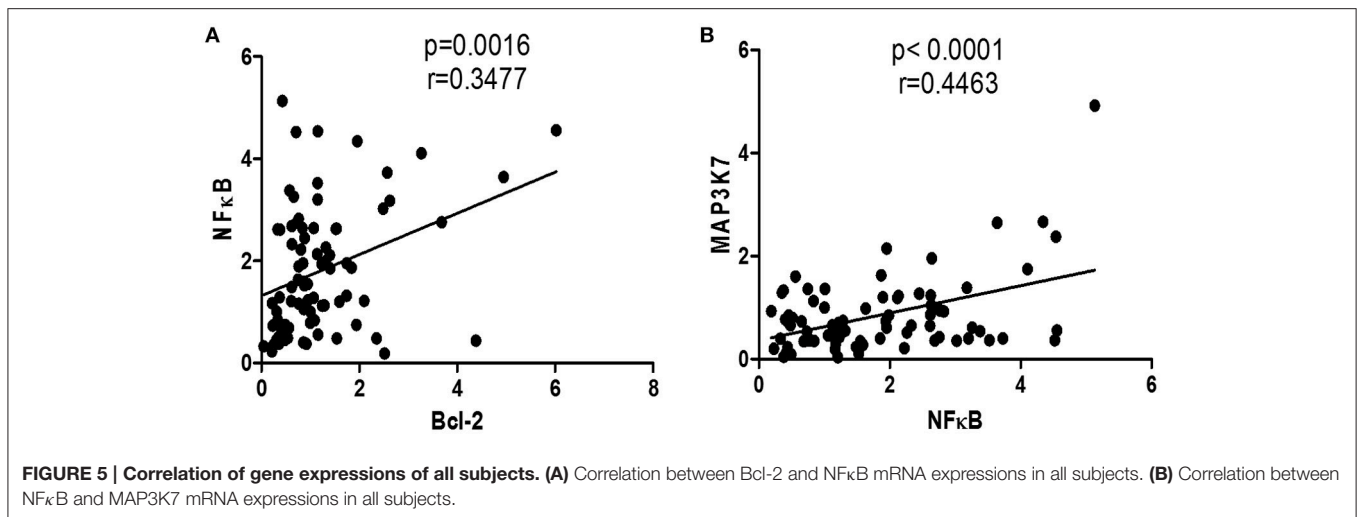 A
p=0.0016
r=0.3477
6
4
2
0
NFκB
0 2 4 6 8
Bcl-2
B
p< 0.0001
r=0.4463
6
4
2
0
MAP3K7
0 2 4 6
NFκB
FIGURE 5 | Correlation of gene expressions of all subjects. (A) Correlation between Bcl-2 and NFκB mRNA expressions in all subjects. (B) Correlation between
NFκB and MAP3K7 mRNA expressions in all subjects.